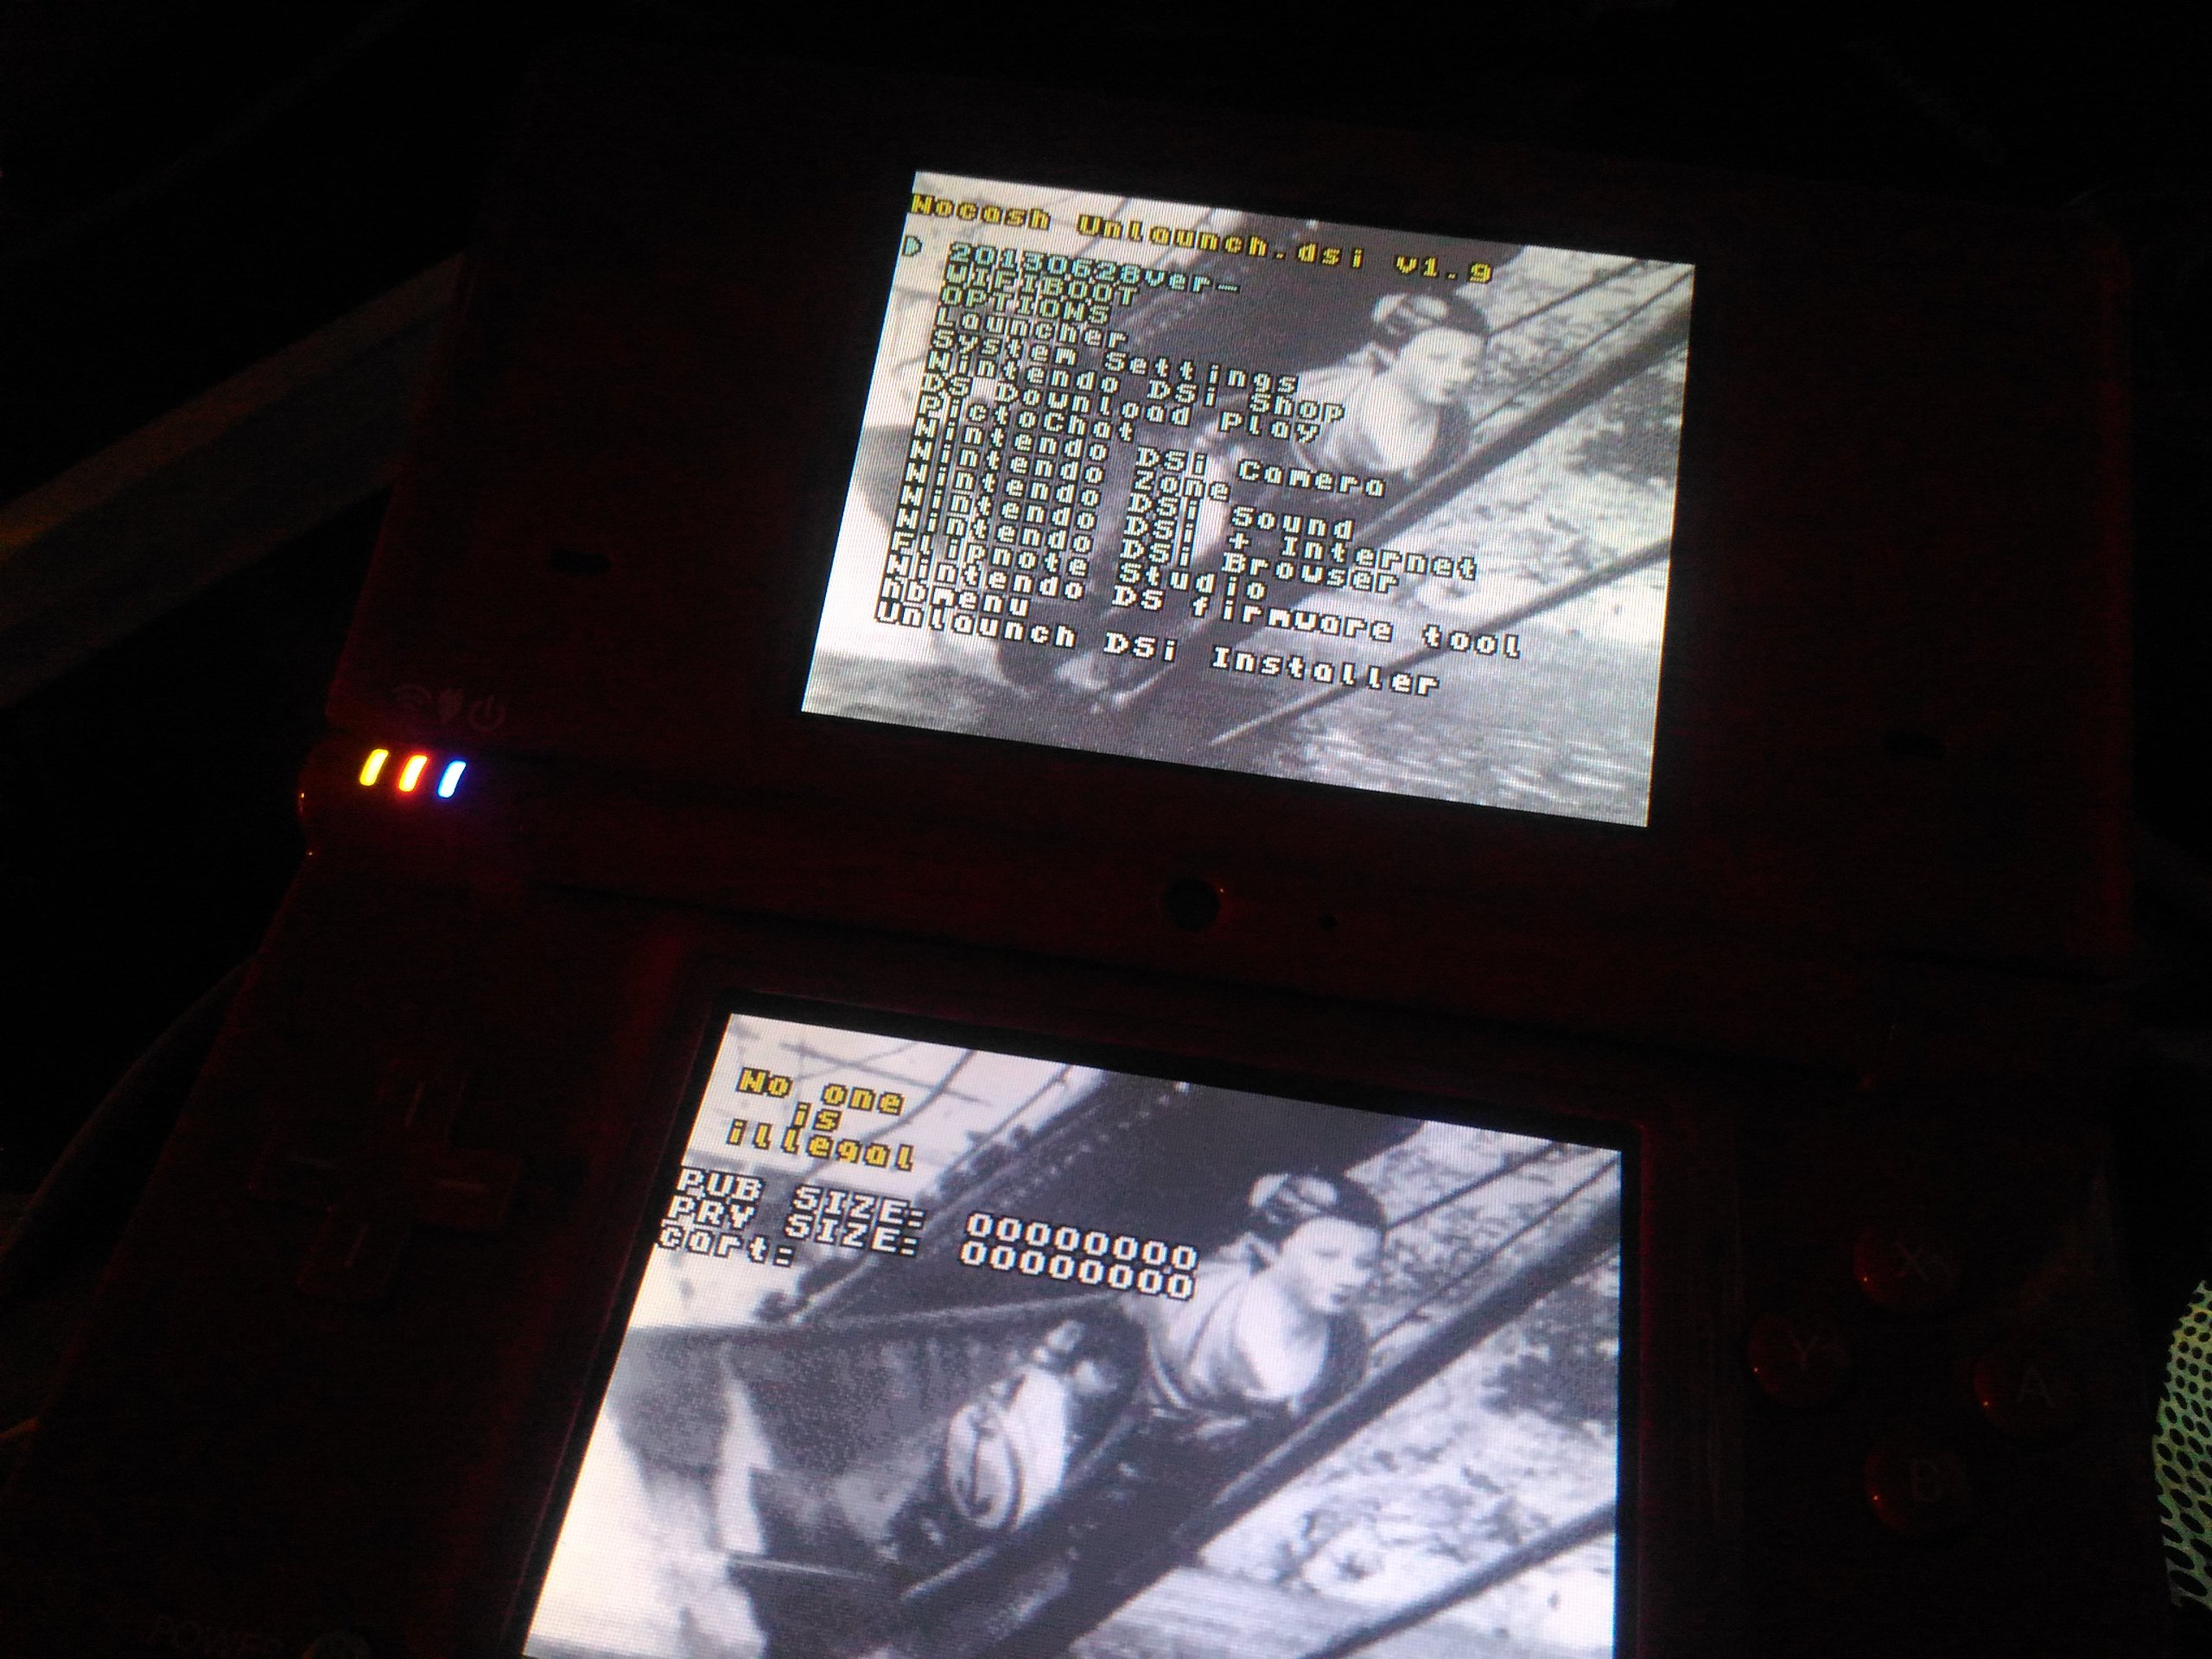 Nocash Unlaunch.dsi v1.9
20130628ver-
WIFIBOOT
OPTIONS
Launcher
System Settings
Nintendo DSi Shop
DS Download Play
PictoChat
Nintendo DSi Camera
Nintendo Zone
Nintendo DSi Sound
Nintendo DSi + Internet
Nintendo DSi Browser
Flipnote Studio
Nintendo DS firmware tool
hbmenu
Unlaunch DSi Installer
No one
is
illegal
PUB SIZE: 00000000
PRV SIZE: 00000000
cart:
X
Y
A
B
POWER